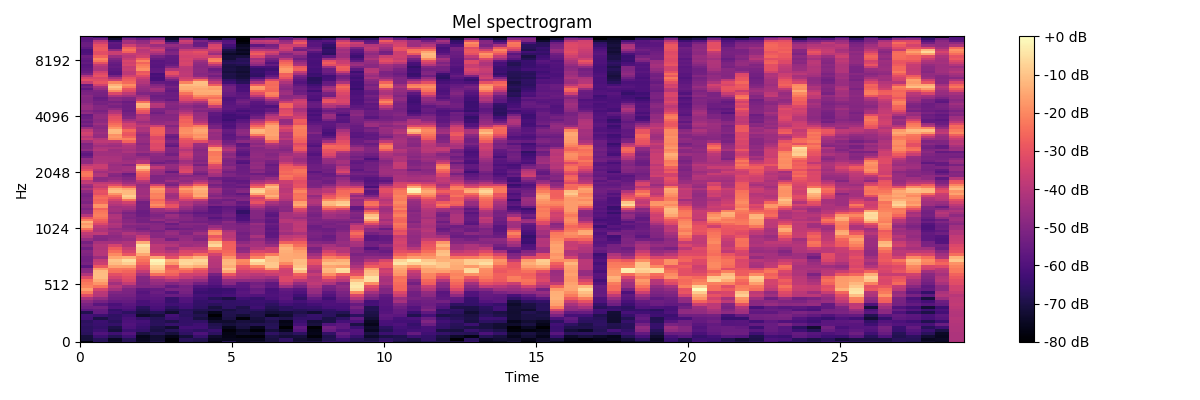 Mel spectrogram
Hz
8192
4096
2048
1024
512
0
0 5 10 15 20 25
Time
+0 dB
-10 dB
-20 dB
-30 dB
-40 dB
-50 dB
-60 dB
-70 dB
-80 dB